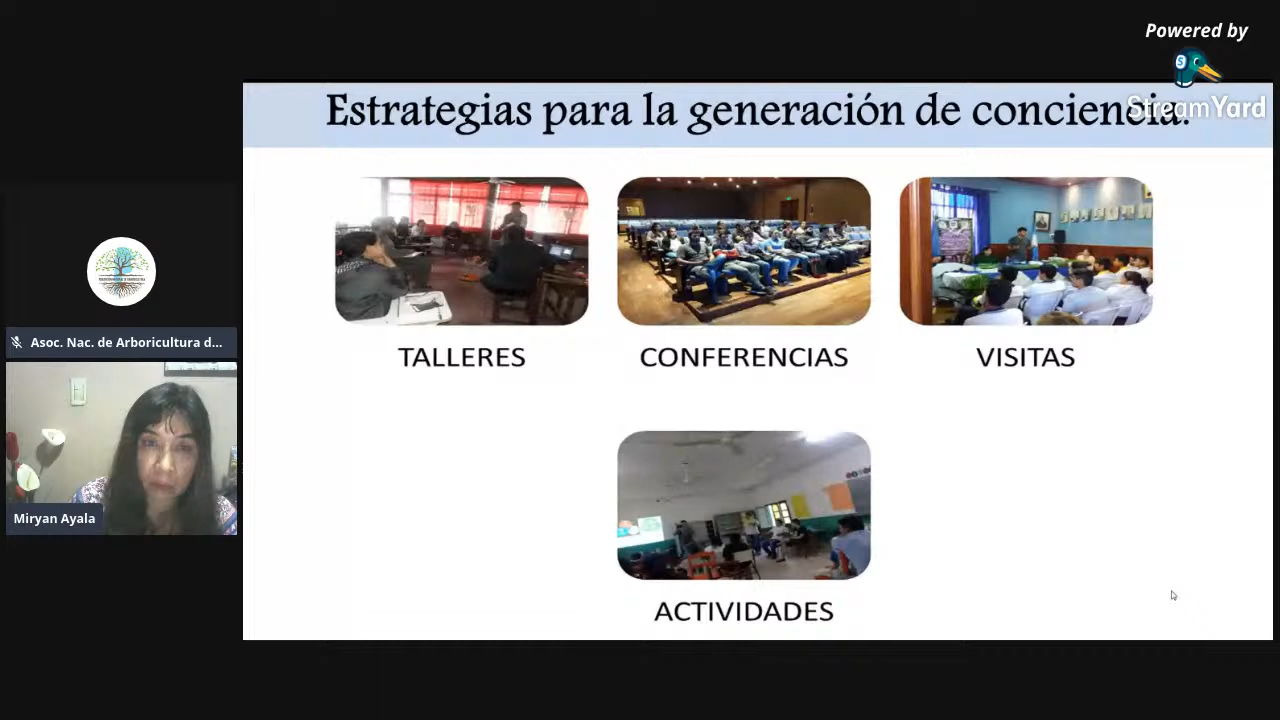 Powered by
StreamYard
Estrategias para la generación de conciencia.
TALLERES
CONFERENCIAS
VISITAS
ACTIVIDADES
Asoc. Nac. de Arboricultura d...
Miryan Ayala